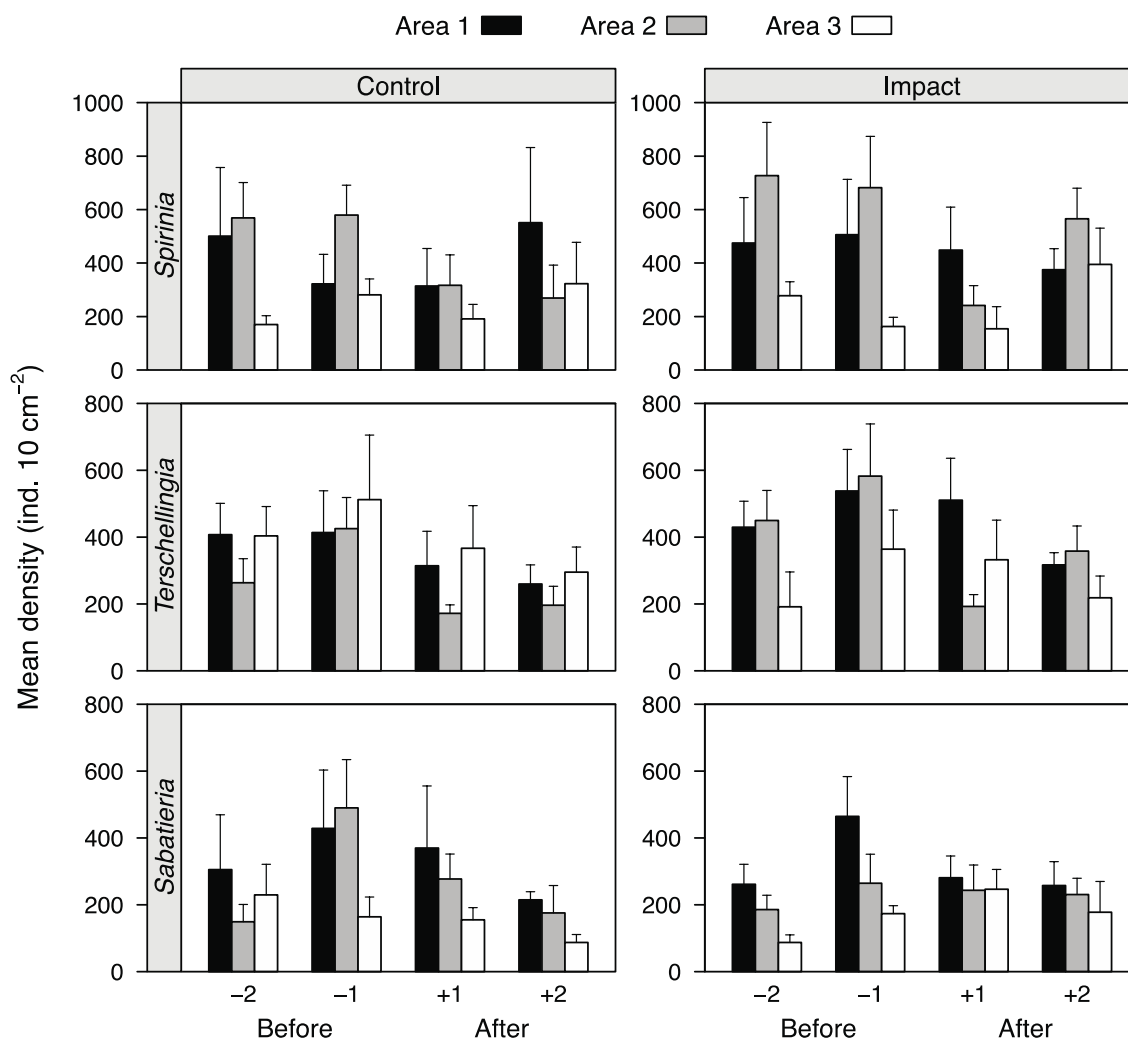 Area 1 Area 2 Area 3
Control Impact
Mean density (ind. 10 cm⁻²)
Spirinia
1000 1000
800 800
600 600
400 400
200 200
0 0
Terschellingia
800 800
600 600
400 400
200 200
0 0
Sabatieria
800 800
600 600
400 400
200 200
0 0
−2 −1 +1 +2 −2 −1 +1 +2
Before After Before After